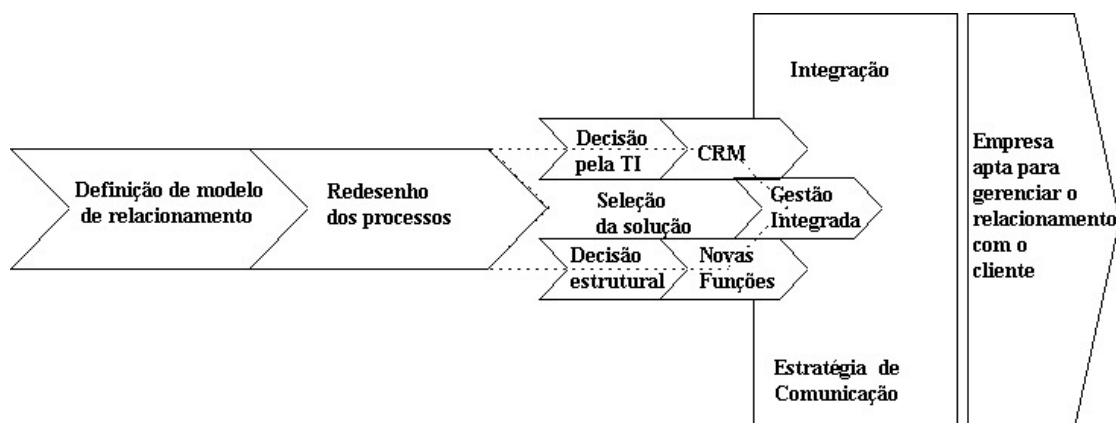 Definição de modelo
de relacionamento
Redesenho
dos processos
Decisão
pela TI
CRM
Seleção
da solução
Gestão
Integrada
Decisão
estrutural
Novas
Funções
Integração
Estratégia de
Comunicação
Empresa
apta para
gerenciar o
relacionamento
com o
cliente